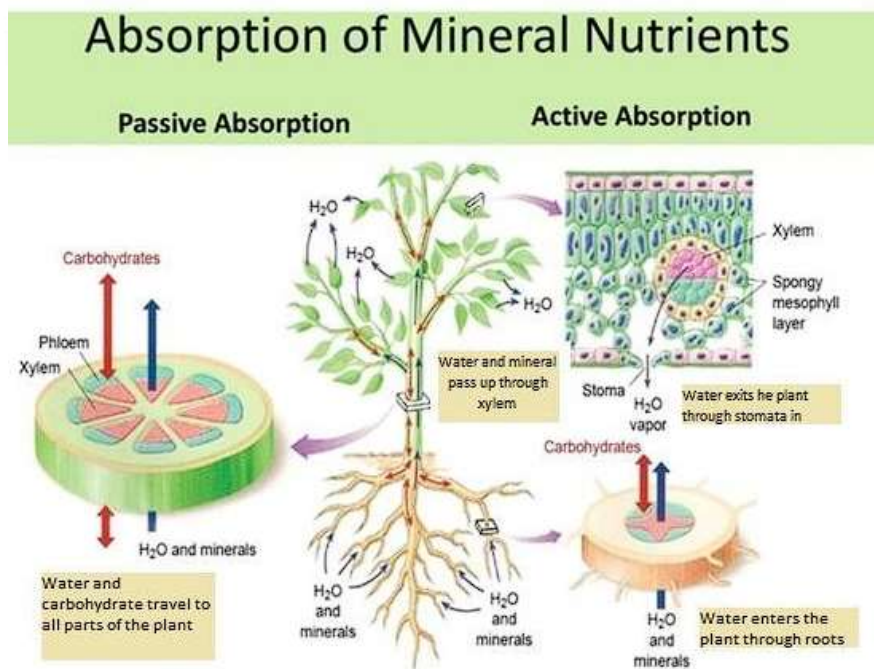 Absorption of Mineral Nutrients
Passive Absorption
Active Absorption
H₂O
H₂O
H₂O
Carbohydrates
Phloem
Xylem
H₂O and minerals
Water and
carbohydrate travel to
all parts of the plant
Water and mineral
pass up through
xylem
Xylem
Spongy
mesophyll
layer
Stoma
H₂O
vapor
Water exits he plant
through stomata in
Carbohydrates
H₂O
and
minerals
H₂O
and
minerals
H₂O
and
minerals
Water enters the
plant through roots